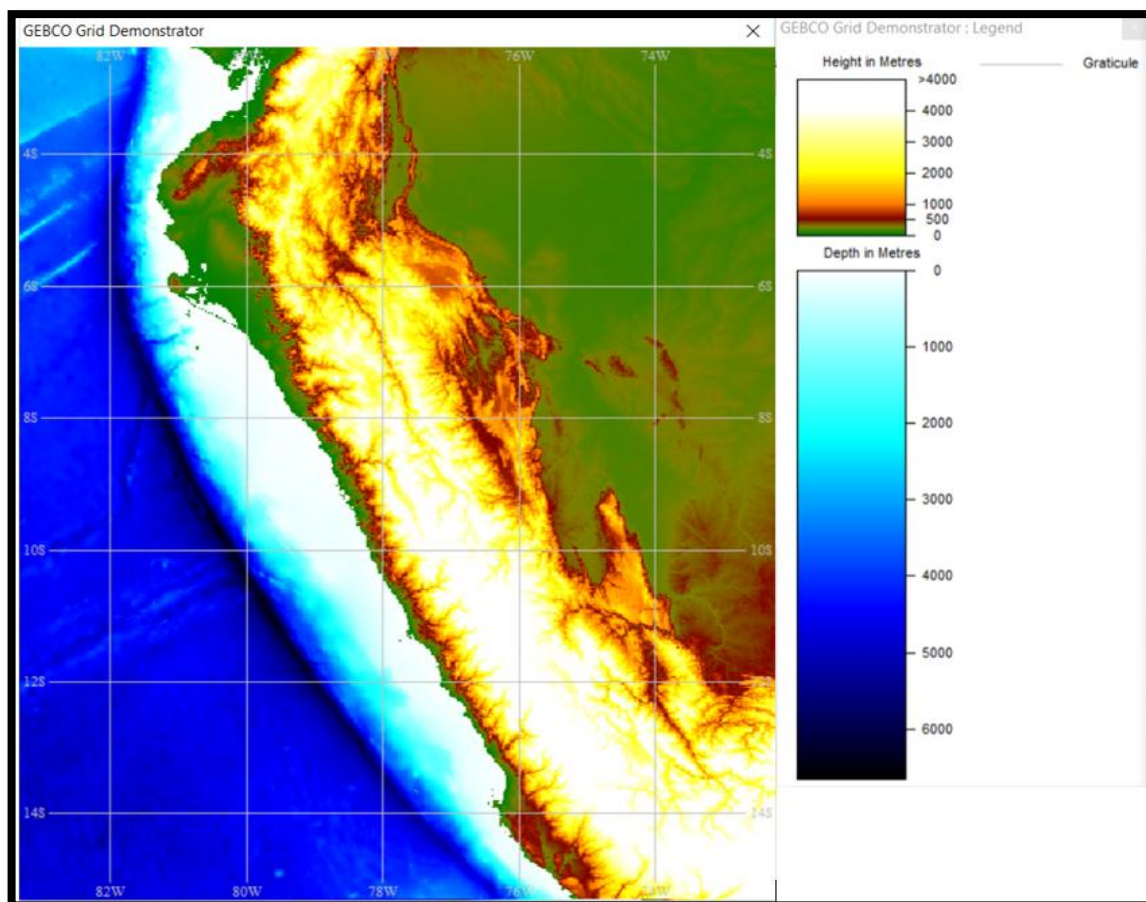 GEBCO Grid Demonstrator
GEBCO Grid Demonstrator : Legend
82W 76W 74W
4S 4S
6S 6S
8S 8S
10S 10S
12S 12S
14S 14S
82W 80W 78W 76W 74W
Height in Metres
Graticule
>4000
4000
3000
2000
1000
500
0
Depth in Metres
0
1000
2000
3000
4000
5000
6000